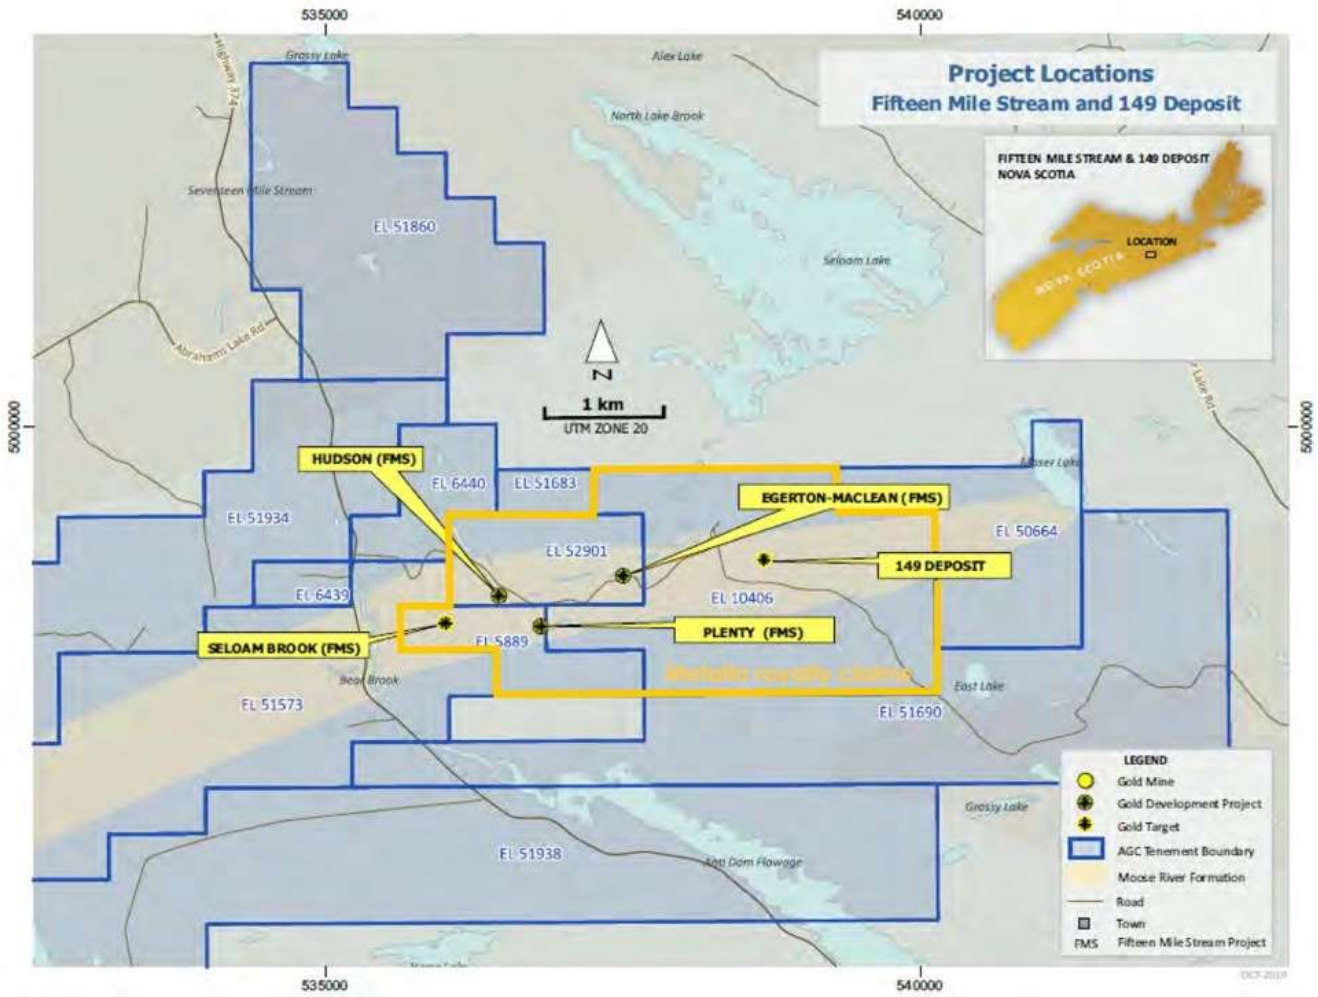 535000
540000
Grassy Lake
Alex Lake
Highway 374
Project Locations
Fifteen Mile Stream and 149 Deposit
North Lake Brook
FIFTEEN MILE STREAM & 149 DEPOSIT
NOVA SCOTIA
Seventeen Mile Stream
EL 51860
LOCATION
NOVA SCOTIA
Seloam Lake
Abrahams Lake Rd
N
1 km
UTM ZONE 20
r Lake Rd
5000000
5000000
HUDSON (FMS)
Moser Lake
EL 6440
EL 51683
EGERTON-MACLEAN (FMS)
EL 51934
EL 50664
EL 52901
149 DEPOSIT
EL 6439
EL 10406
PLENTY (FMS)
SELOAM BROOK (FMS)
EL 5889
Metalla royalty claims
Bear Brook
East Lake
EL 51573
EL 51690
LEGEND
Gold Mine
Gold Development Project
Gold Target
AGC Tenement Boundary
Moose River Formation
Road
Town
FMS Fifteen Mile Stream Project
Grassy Lake
EL 51938
Anti Dam Flowage
OCT-2019
535000
540000